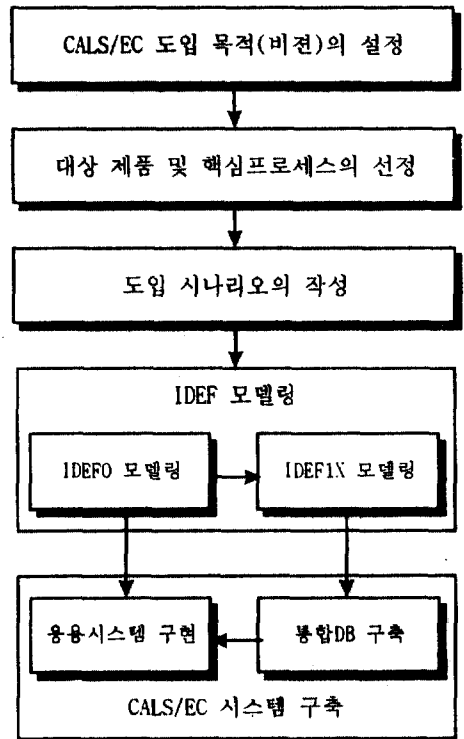 CALS/EC 도입 목적(비젼)의 설정
대상 제품 및 핵심프로세스의 선정
도입 시나리오의 작성
IDEF 모델링
IDEF0 모델링
IDEF1X 모델링
응용시스템 구현
통합DB 구축
CALS/EC 시스템 구축